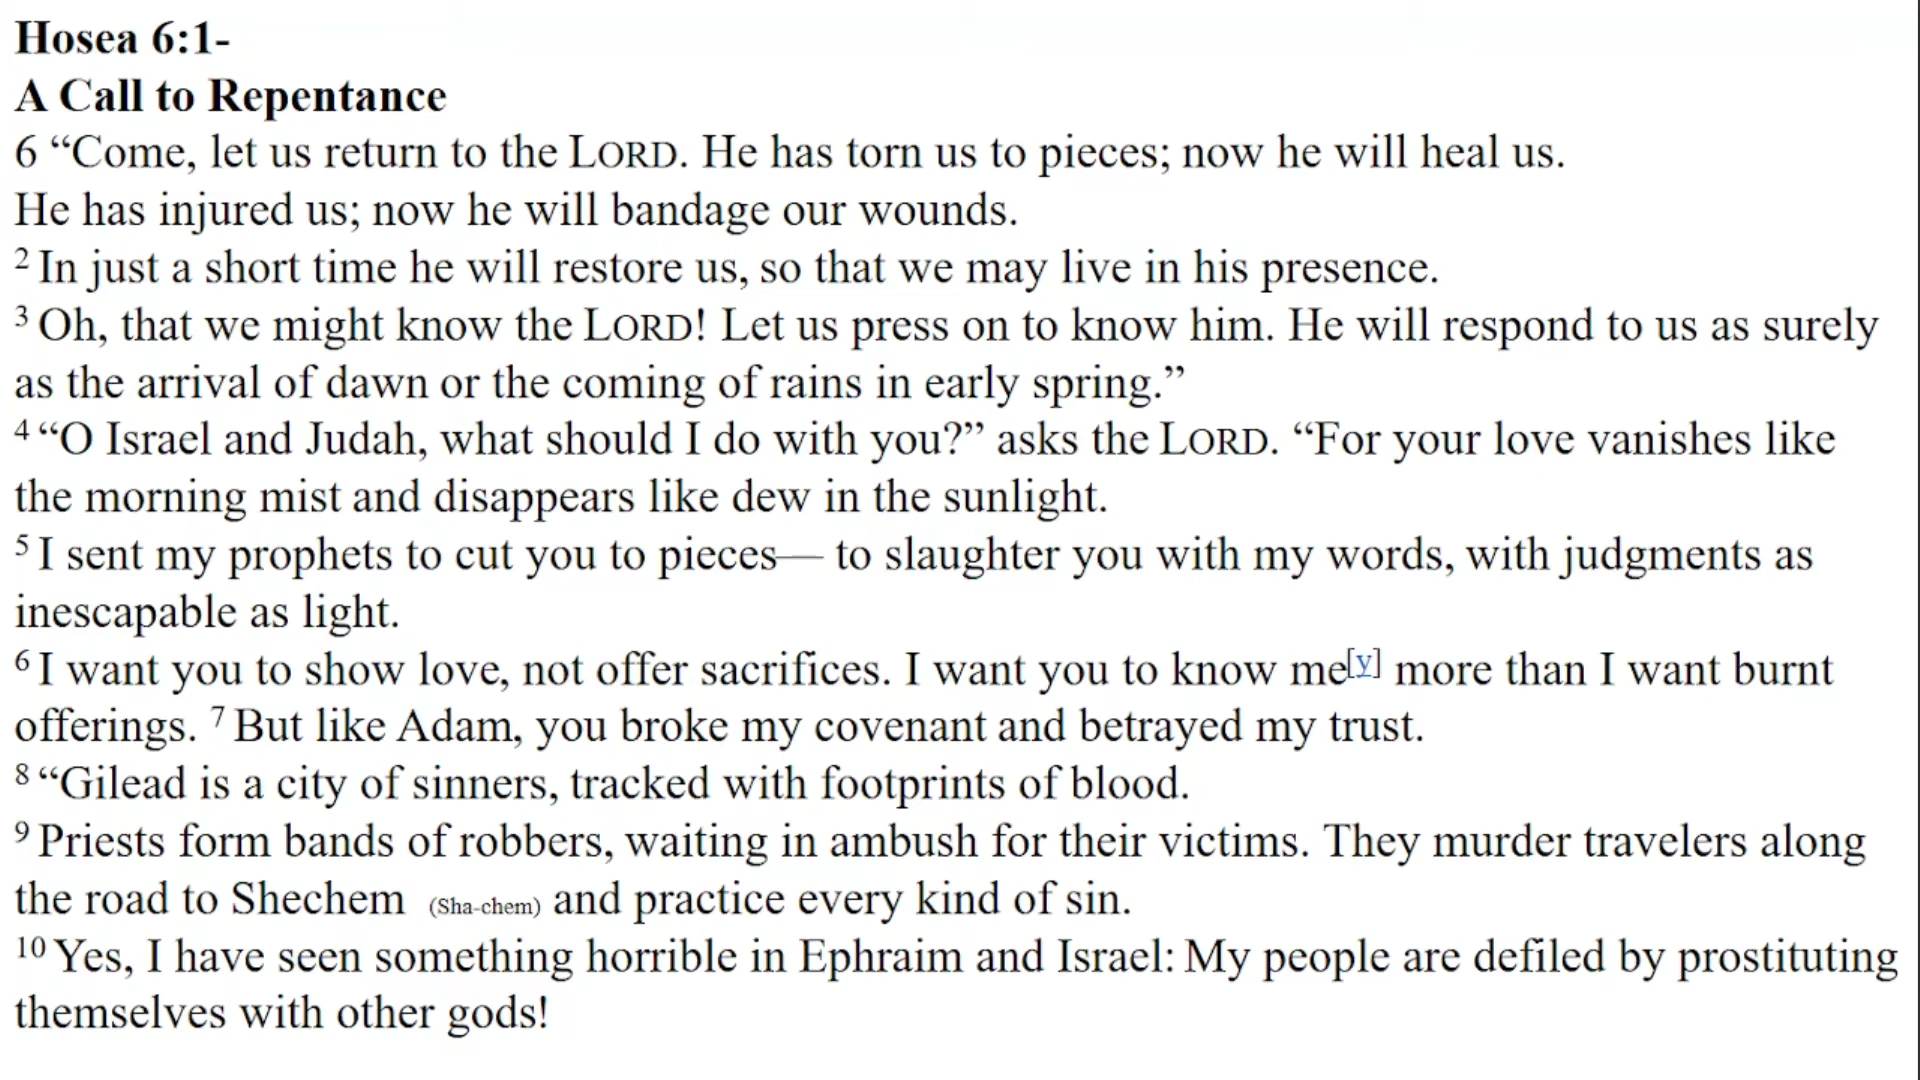 Hosea 6:1-
A Call to Repentance
6 “Come, let us return to the LORD. He has torn us to pieces; now he will heal us.
He has injured us; now he will bandage our wounds.
2 In just a short time he will restore us, so that we may live in his presence.
3 Oh, that we might know the LORD! Let us press on to know him. He will respond to us as surely
as the arrival of dawn or the coming of rains in early spring.”
4 “O Israel and Judah, what should I do with you?” asks the LORD. “For your love vanishes like
the morning mist and disappears like dew in the sunlight.
5 I sent my prophets to cut you to pieces— to slaughter you with my words, with judgments as
inescapable as light.
6 I want you to show love, not offer sacrifices. I want you to know me[y] more than I want burnt
offerings. 7 But like Adam, you broke my covenant and betrayed my trust.
8 “Gilead is a city of sinners, tracked with footprints of blood.
9 Priests form bands of robbers, waiting in ambush for their victims. They murder travelers along
the road to Shechem (Sha-chem) and practice every kind of sin.
10 Yes, I have seen something horrible in Ephraim and Israel: My people are defiled by prostituting
themselves with other gods!